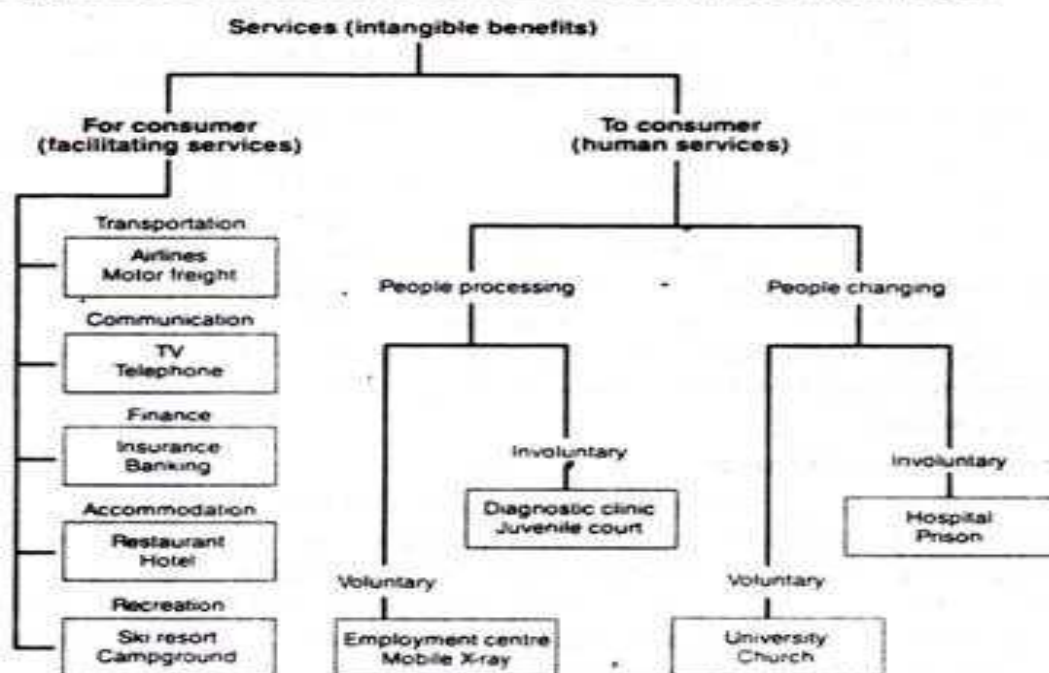 Services (intangible benefits)
For consumer
(facilitating services)
To consumer
(human services)
Transportation
Airlines
Motor freight
Communication
TV
Telephone
Finance
Insurance
Banking
Accommodation
Restaurant
Hotel
Recreation
Ski resort
Campground
People processing
People changing
Involuntary
Diagnostic clinic
Juvenile court
Voluntary
Employment centre
Mobile X-ray
Involuntary
Hospital
Prison
Voluntary
University
Church